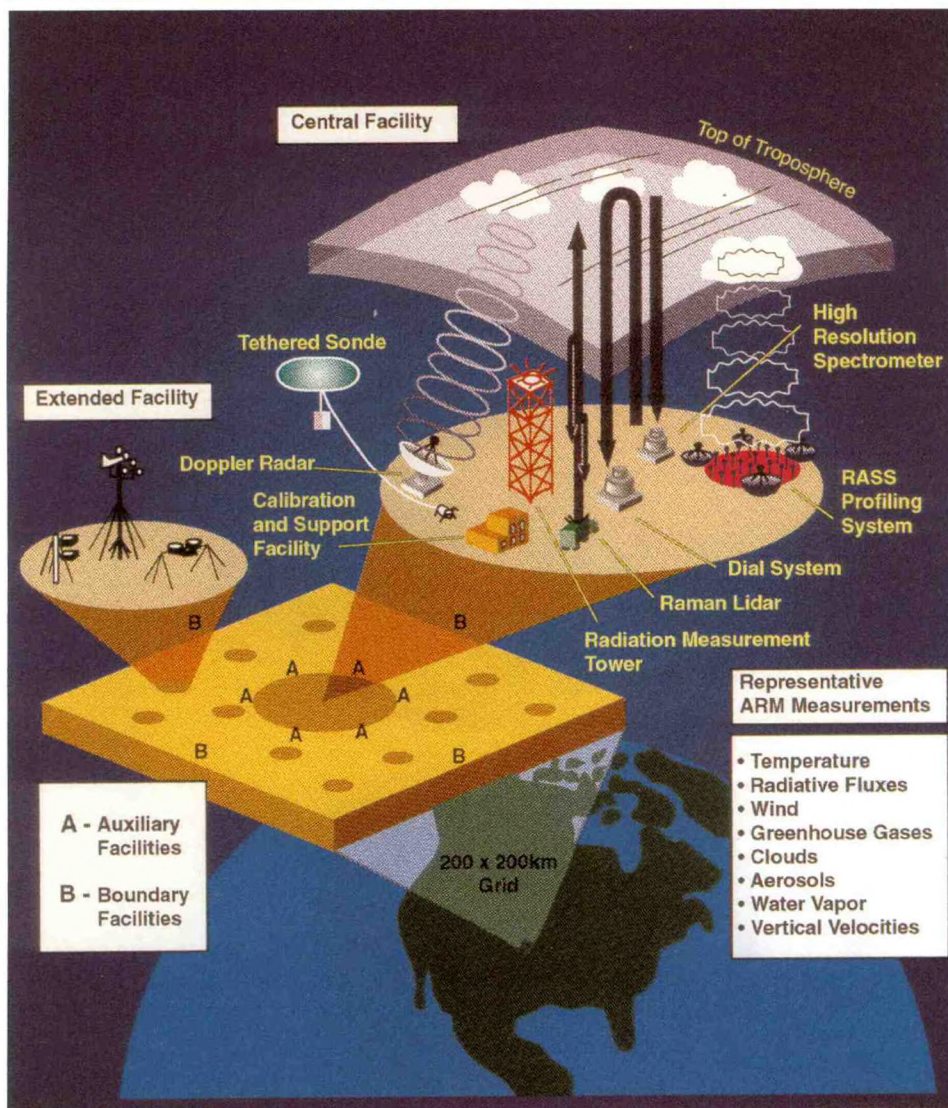 Central Facility
Top of Troposphere
High
Resolution
Spectrometer
Tethered Sonde
Extended Facility
Doppler Radar
Calibration
and Support
Facility
RASS
Profiling
System
Dial System
Raman Lidar
Radiation Measurement
Tower
B
B
A
A
A
A
A
A
B
B
A - Auxiliary
Facilities
B - Boundary
Facilities
200 x 200km
Grid
Representative
ARM Measurements
• Temperature
• Radiative Fluxes
• Wind
• Greenhouse Gases
• Clouds
• Aerosols
• Water Vapor
• Vertical Velocities